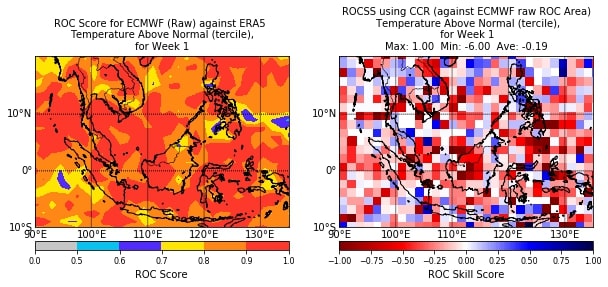 ROC Score for ECMWF (Raw) against ERA5
Temperature Above Normal (tercile),
for Week 1
10°N
0°
10°S
90°E 100°E 110°E 120°E 130°E
0.0 0.5 0.6 0.7 0.8 0.9 1.0
ROC Score
ROCSS using CCR (against ECMWF raw ROC Area)
Temperature Above Normal (tercile),
for Week 1
Max: 1.00 Min: -6.00 Ave: -0.19
10°N
0°
10°S
90°E 100°E 110°E 120°E 130°E
−1.00 −0.75 −0.50 −0.25 0.00 0.25 0.50 0.75 1.00
ROC Skill Score